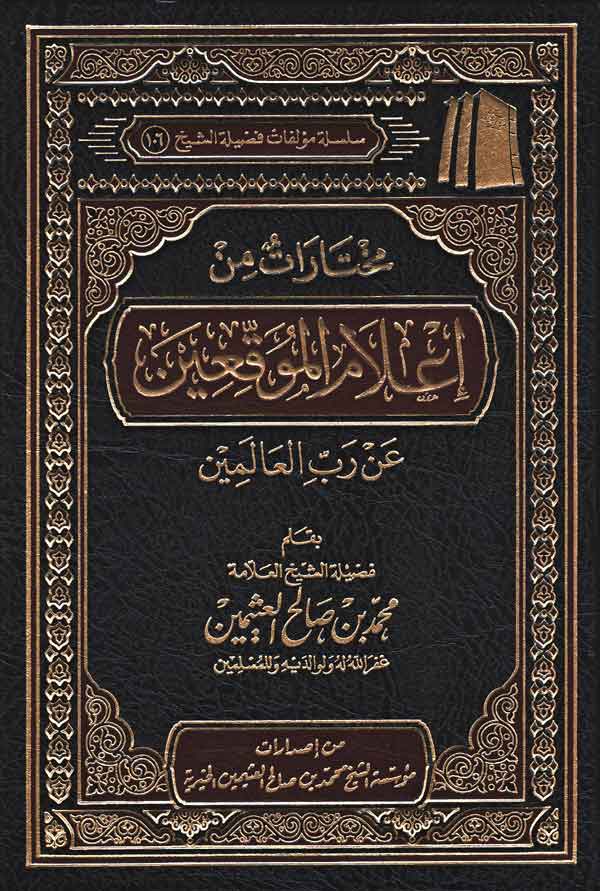 سلسلة مؤلفات فضيلة الشيخ (١٠٦)
مختارات من
إعلام الموقعين
عن رب العالمين
بقلم
فضيلة الشيخ العلامة
محمد بن صالح العثيمين
غفر الله له ولوالديه وللمسلمين
من إصدارات
مؤسسة الشيخ محمد بن صالح العثيمين الخيرية